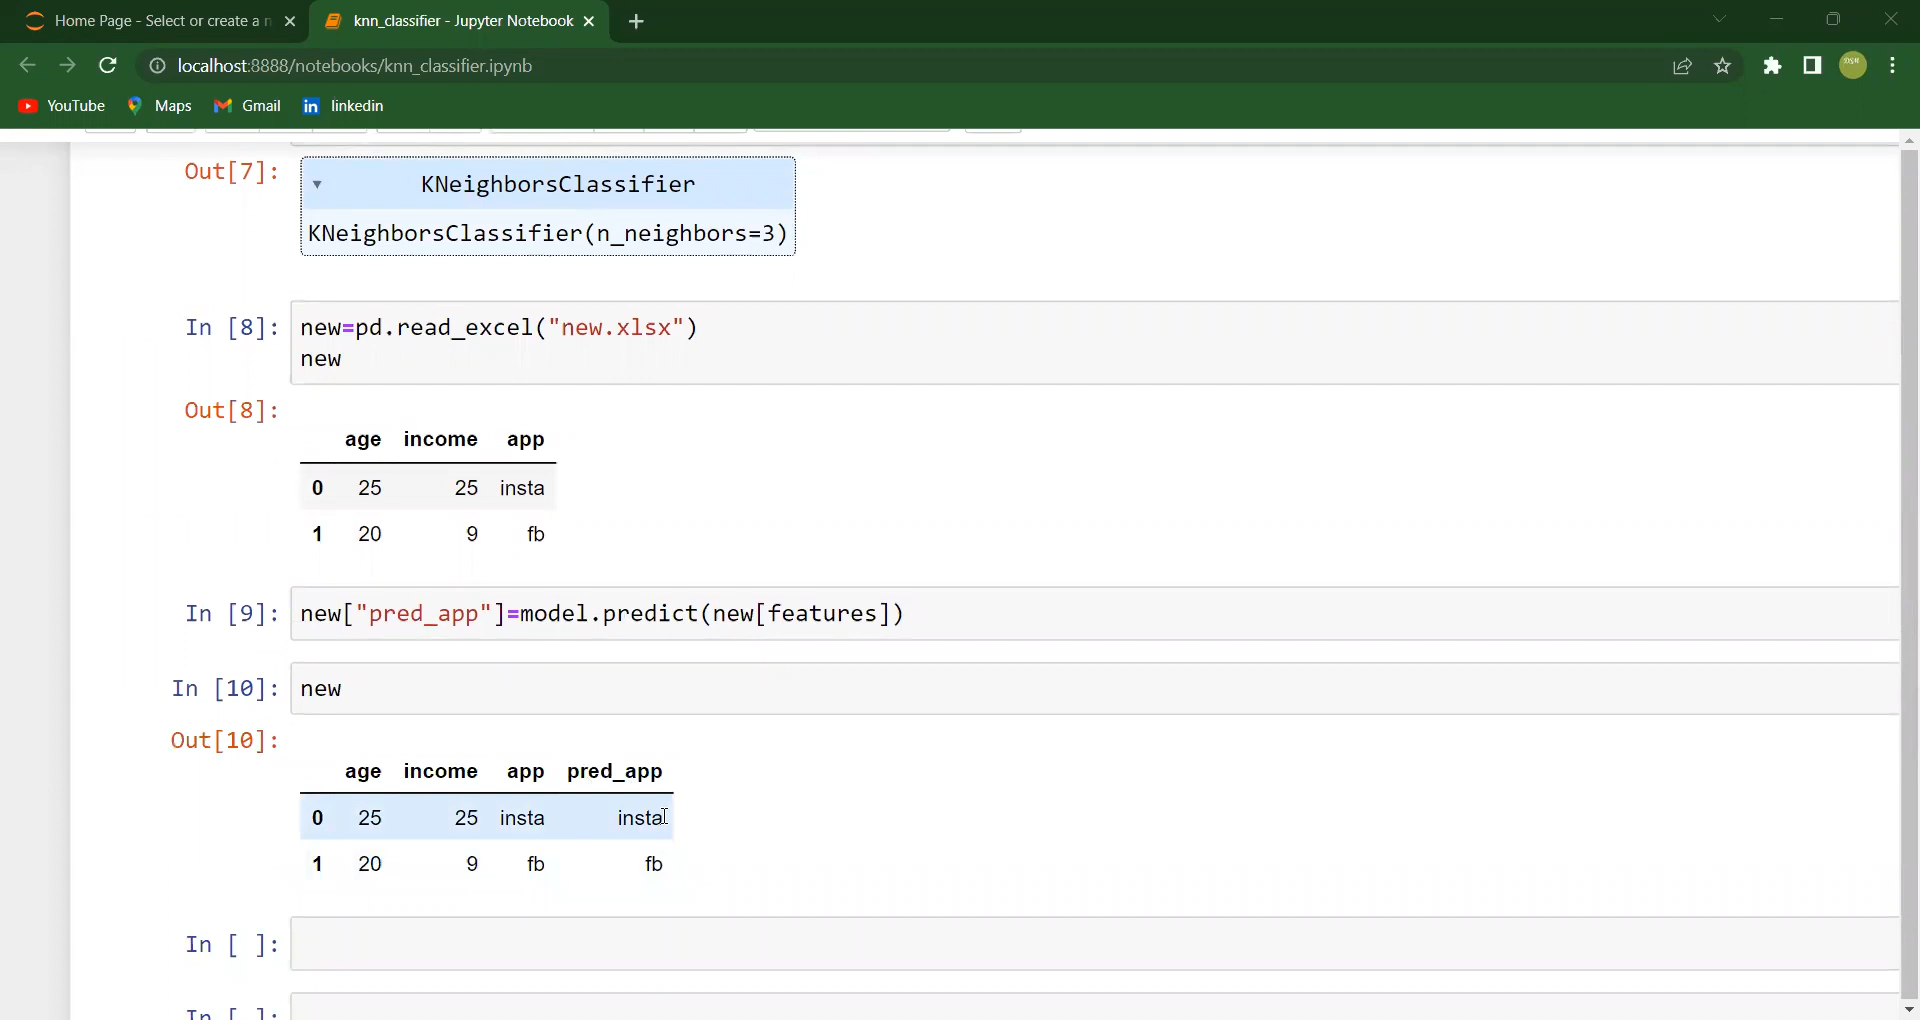 Home Page - Select or create a n
knn_classifier - Jupyter Notebook
localhost:8888/notebooks/knn_classifier.ipynb
YouTube Maps Gmail linkedin
Out[7]:
KNeighborsClassifier
KNeighborsClassifier(n_neighbors=3)
In [8]: new=pd.read_excel("new.xlsx")
new
Out[8]:
age income app
0 25 25 insta
1 20 9 fb
In [9]: new["pred_app"]=model.predict(new[features])
In [10]: new
Out[10]:
age income app pred_app
0 25 25 insta insta
1 20 9 fb fb
In [ ]:
In [ ]: